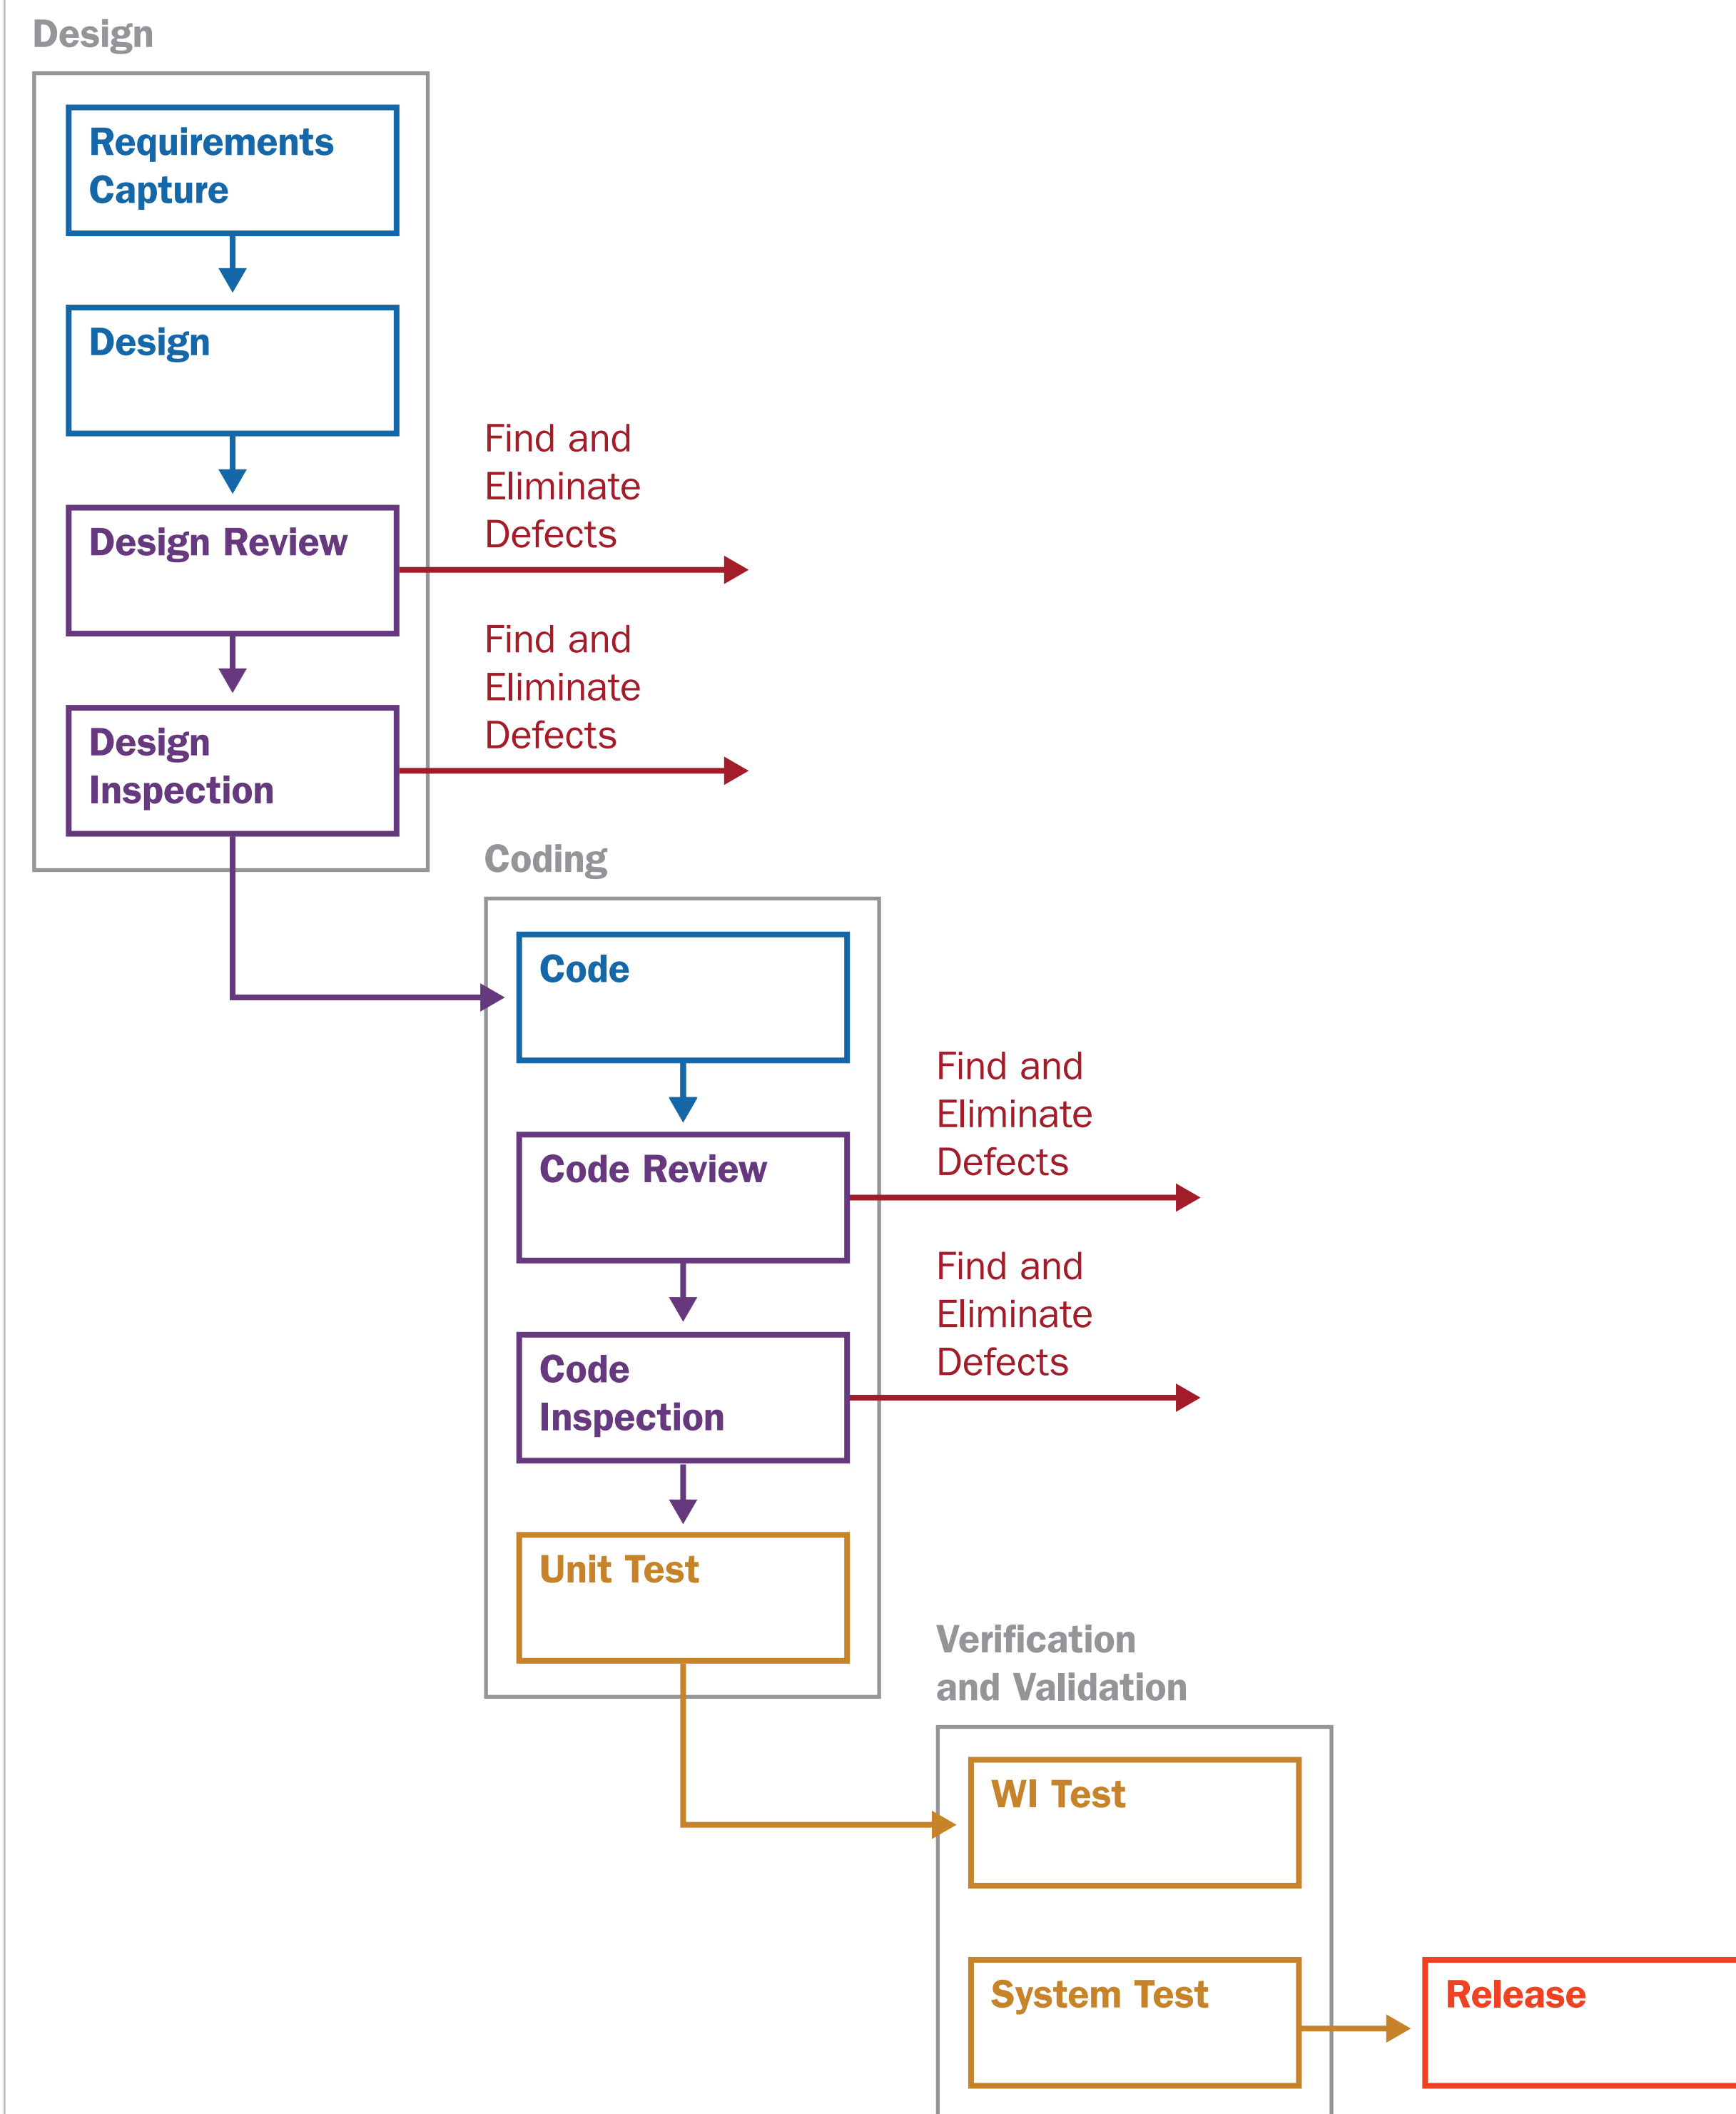 Design
Requirements
Capture
Design
Find and
Eliminate
Defects
Design Review
Find and
Eliminate
Defects
Design
Inspection
Coding
Code
Find and
Eliminate
Defects
Code Review
Find and
Eliminate
Defects
Code
Inspection
Unit Test
Verification
and Validation
WI Test
System Test
Release